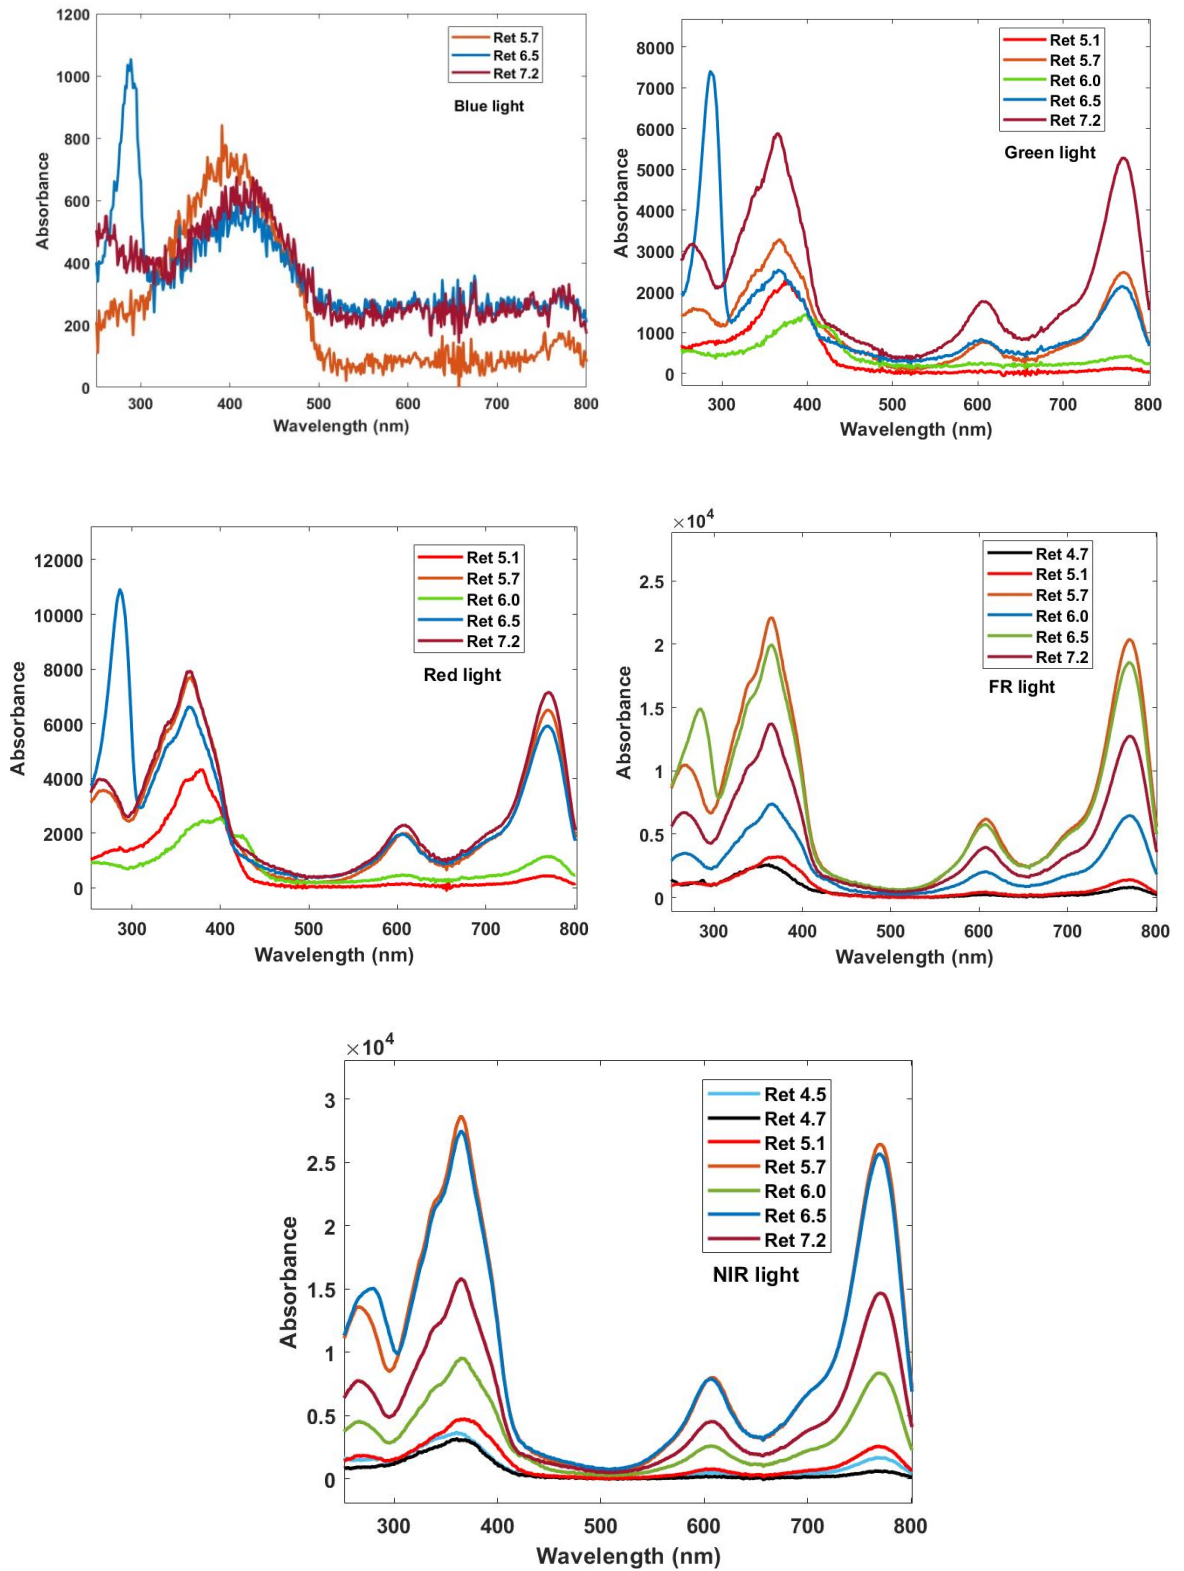 1200
1000
800
600
400
200
0
300
400
500
600
700
800
Absorbance
Wavelength (nm)
Ret 5.7
Ret 6.5
Ret 7.2
Blue light
8000
7000
6000
5000
4000
3000
2000
1000
0
300
400
500
600
700
800
Absorbance
Wavelength (nm)
Ret 5.1
Ret 5.7
Ret 6.0
Ret 6.5
Ret 7.2
Green light
12000
10000
8000
6000
4000
2000
0
300
400
500
600
700
800
Absorbance
Wavelength (nm)
Ret 5.1
Ret 5.7
Ret 6.0
Ret 6.5
Ret 7.2
Red light
×10⁴
2.5
2
1.5
1
0.5
0
300
400
500
600
700
800
Absorbance
Wavelength (nm)
Ret 4.7
Ret 5.1
Ret 5.7
Ret 6.0
Ret 6.5
Ret 7.2
FR light
×10⁴
3
2.5
2
1.5
1
0.5
0
300
400
500
600
700
800
Absorbance
Wavelength (nm)
Ret 4.5
Ret 4.7
Ret 5.1
Ret 5.7
Ret 6.0
Ret 6.5
Ret 7.2
NIR light